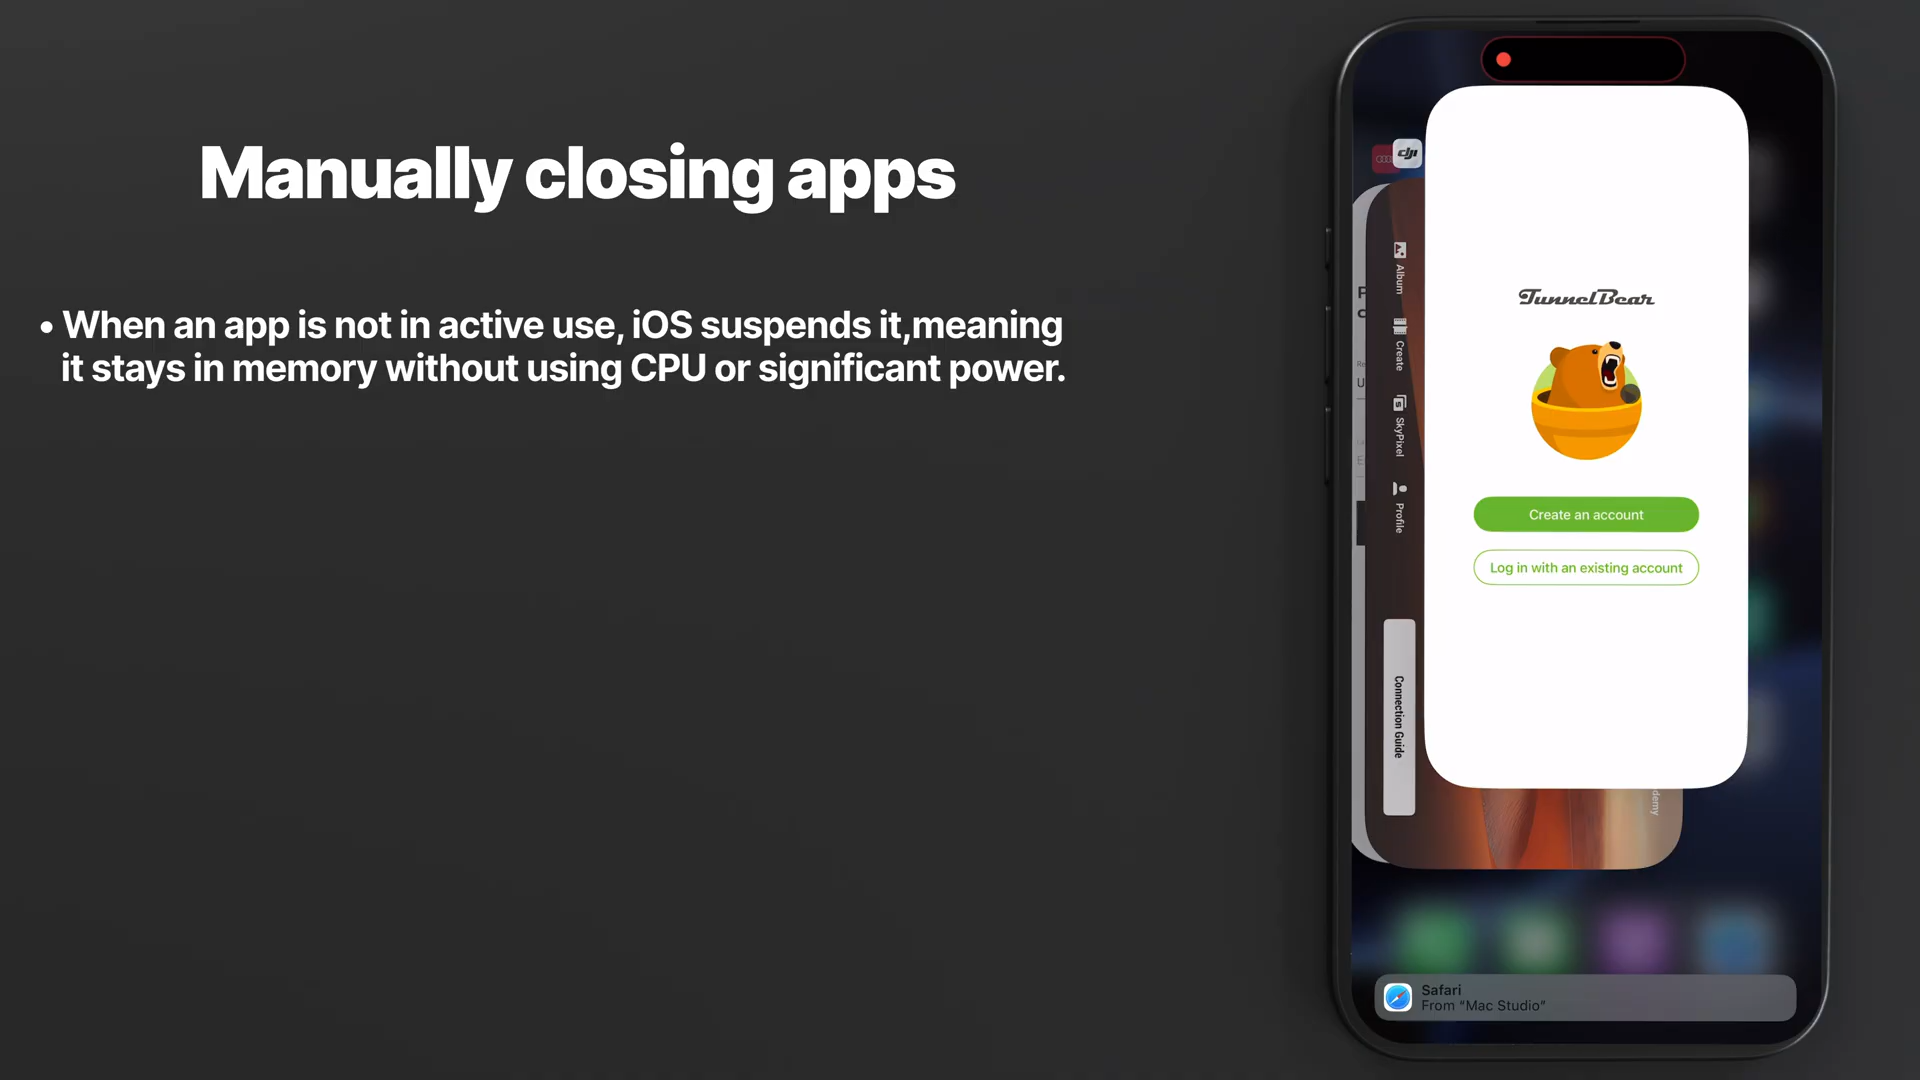 Manually closing apps
• When an app is not in active use, iOS suspends it,meaning
it stays in memory without using CPU or significant power.
dji
Album
Create
SkyPixel
Profile
Connection Guide
TunnelBear
Create an account
Log in with an existing account
Safari
From “Mac Studio”